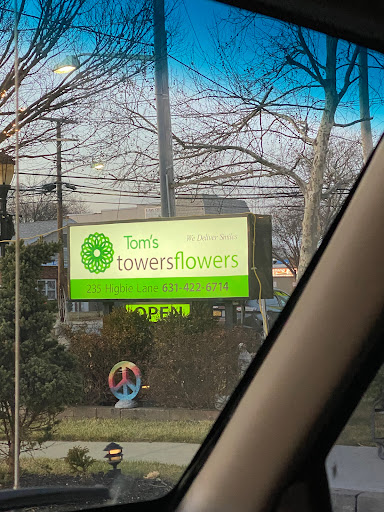 Tom's
We Deliver Smiles
towersflowers
235 Higbie Lane 631-422-6714
OPEN